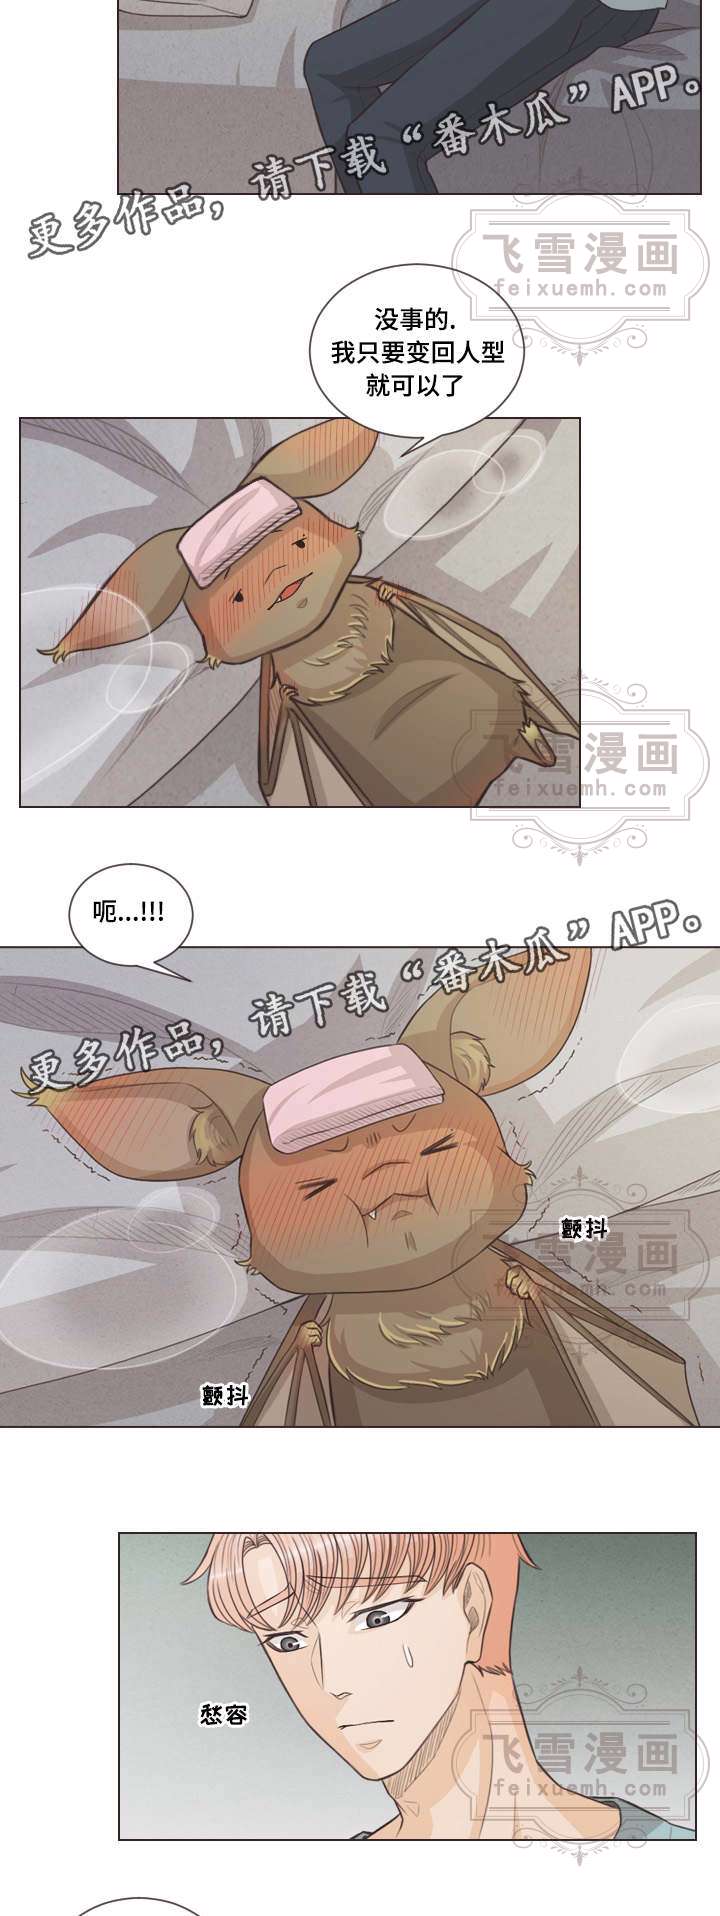 更多作品，请下载“番木瓜”APP。
飞雪漫画
feixuemh.com
没事的.
我只要变回人型
就可以了
飞雪漫画
feixuemh.com
呃...!!!
更多作品，请下载“番木瓜”APP。
颤抖
飞雪漫画
feixuemh.com
颤抖
愁容
飞雪漫画
feixuemh.com